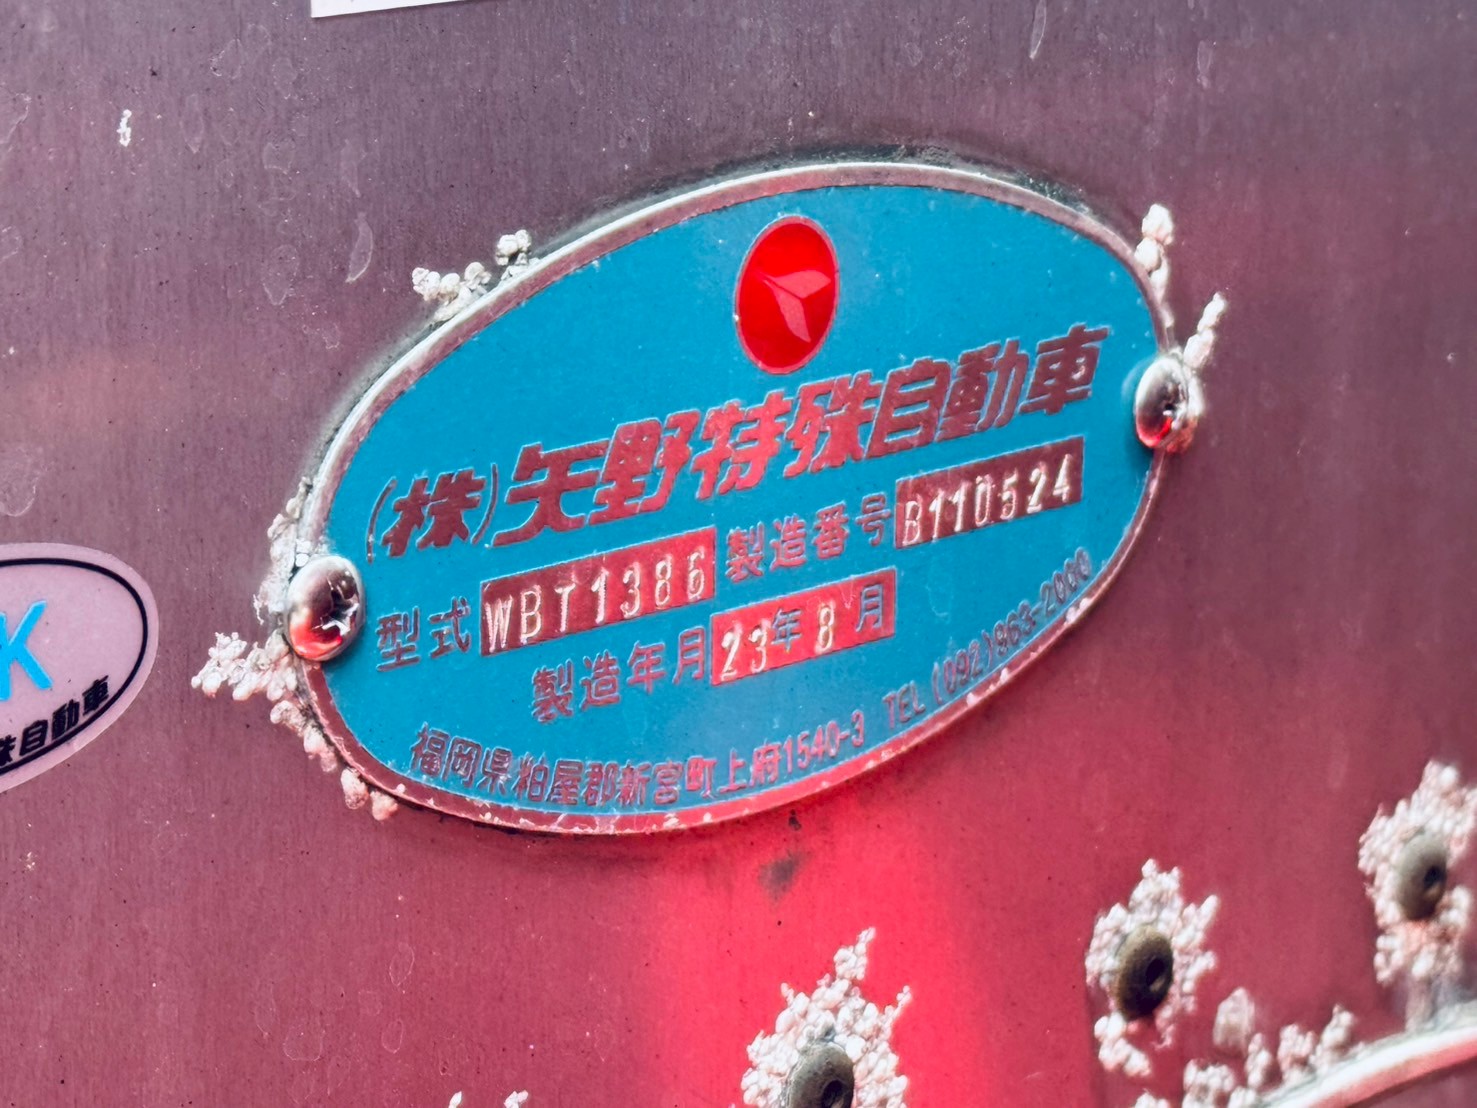 (株)矢野特殊自動車
型式 WBT1386 製造番号 B110524
製造年月 23年 8月
福岡県粕屋郡新宮町上府1540-3 TEL (092)963-2000
K
殊自動車